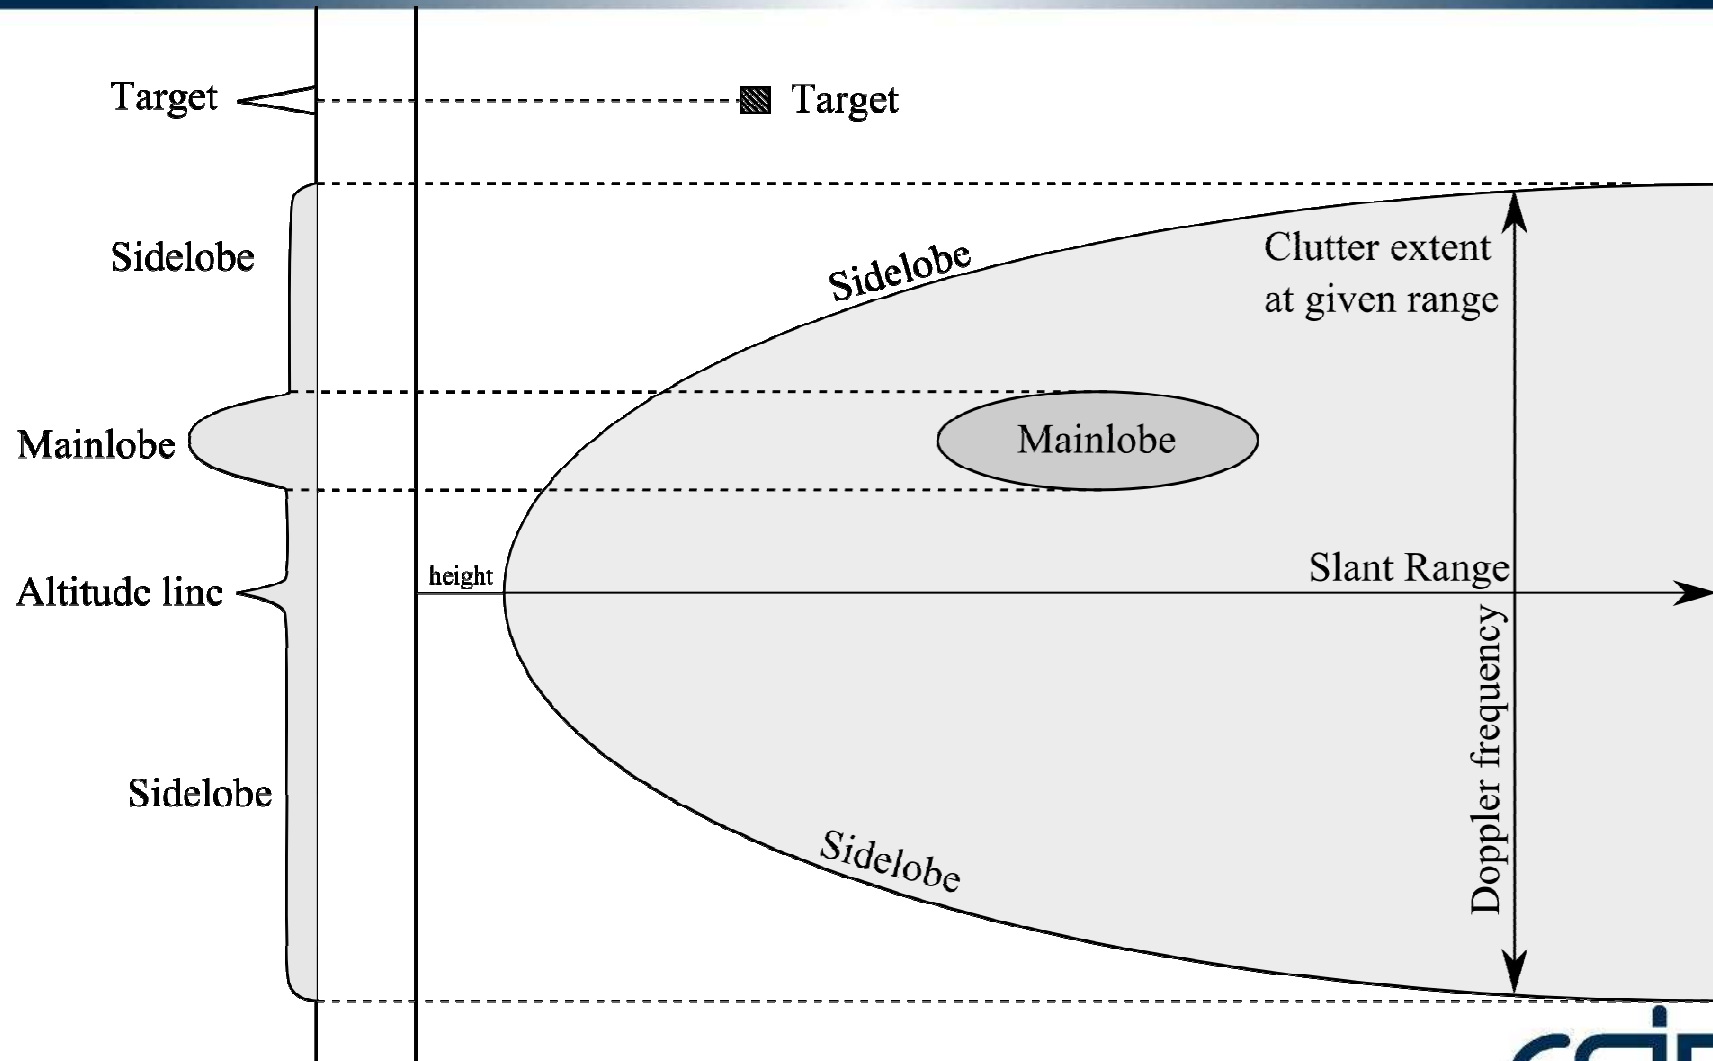 Target
Target
Sidelobe
Sidelobe
Clutter extent
at given range
Mainlobe
Mainlobe
Slant Range
height
Altitude line
Doppler frequency
Sidelobe
Sidelobe